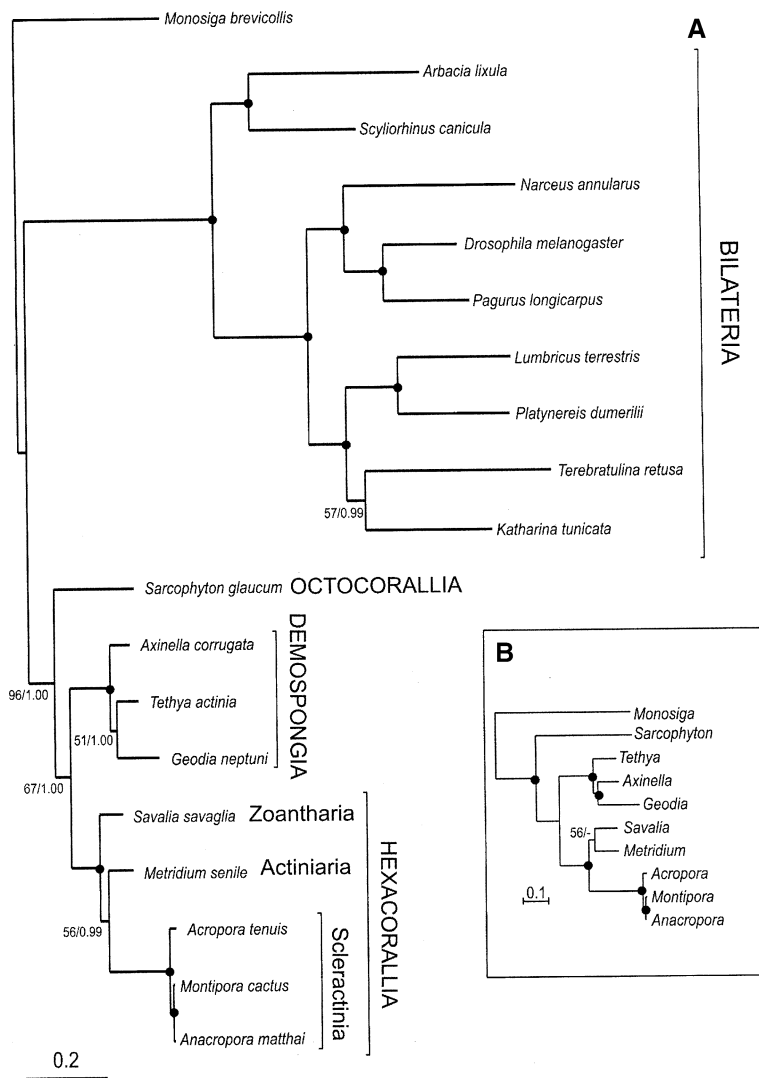 Monosiga brevicollis
A
Arbacia lixula
Scyliorhinus canicula
Narceus annularus
Drosophila melanogaster
Pagurus longicarpus
BILATERIA
Lumbricus terrestris
Platynereis dumerilii
Terebratulina retusa
57/0.99
Katharina tunicata
Sarcophyton glaucum OCTOCORALLIA
Axinella corrugata
DEMOSPONGIA
96/1.00
Tethya actinia
51/1.00
Geodia neptuni
67/1.00
Savalia savaglia Zoantharia
Metridium senile Actiniaria
HEXACORALLIA
56/0.99
Acropora tenuis
Scleractinia
Montipora cactus
Anacropora matthai
0.2
B
Monosiga
Sarcophyton
Tethya
Axinella
Geodia
56/-
Savalia
Metridium
Acropora
0.1
Montipora
Anacropora